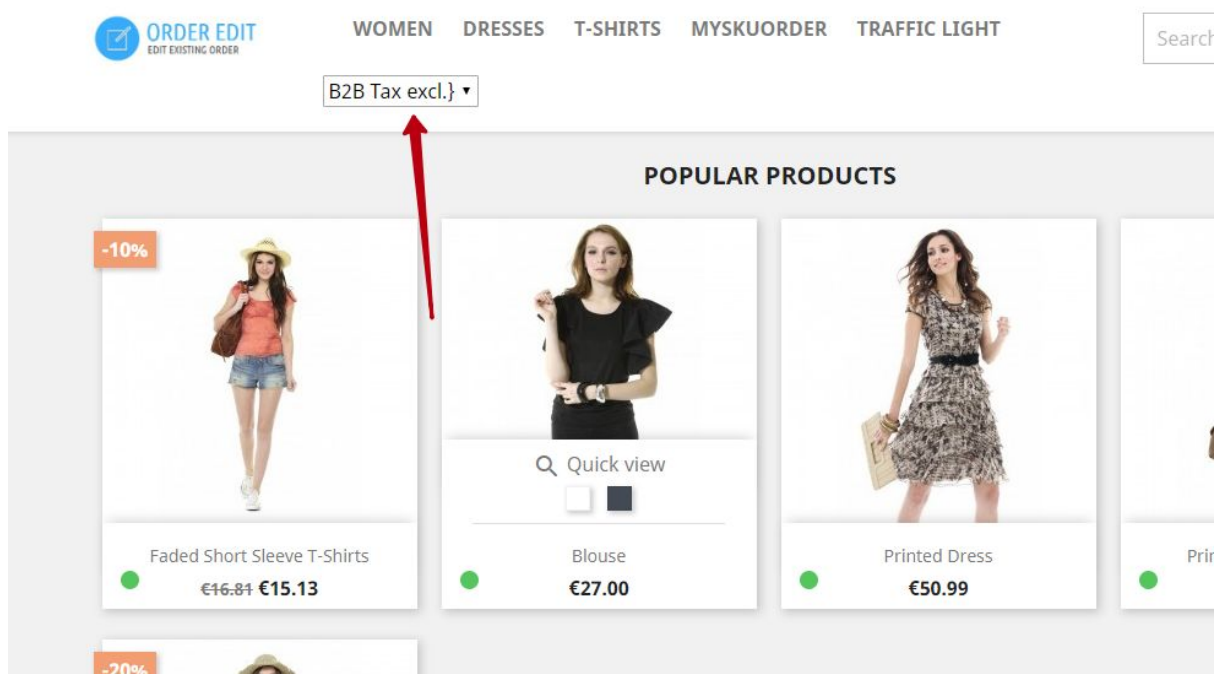 ORDER EDIT
EDIT EXISTING ORDER
WOMEN DRESSES T-SHIRTS MYSKUORDER TRAFFIC LIGHT
Search
B2B Tax excl.}
POPULAR PRODUCTS
-10%
Quick view
Faded Short Sleeve T-Shirts
€16.81 €15.13
Blouse
€27.00
Printed Dress
€50.99
Prin
-20%